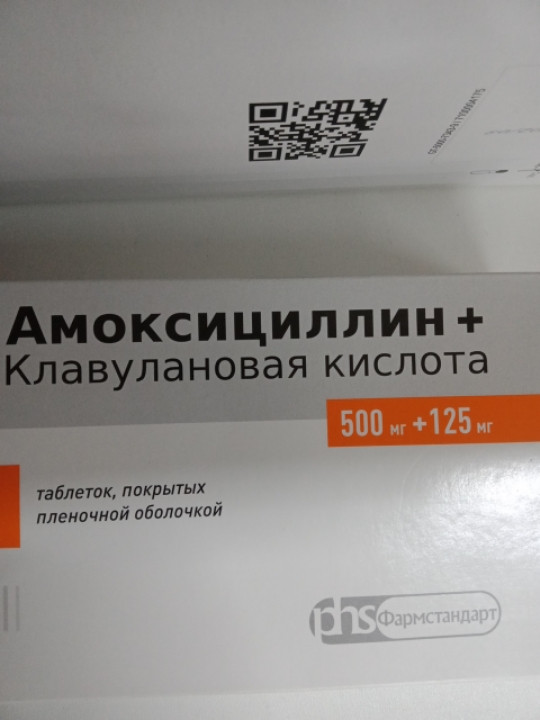 Амоксициллин +
Клавулановая кислота
500 мг +125 мг
таблеток, покрытых
пленочной оболочкой
phs Фармстандарт